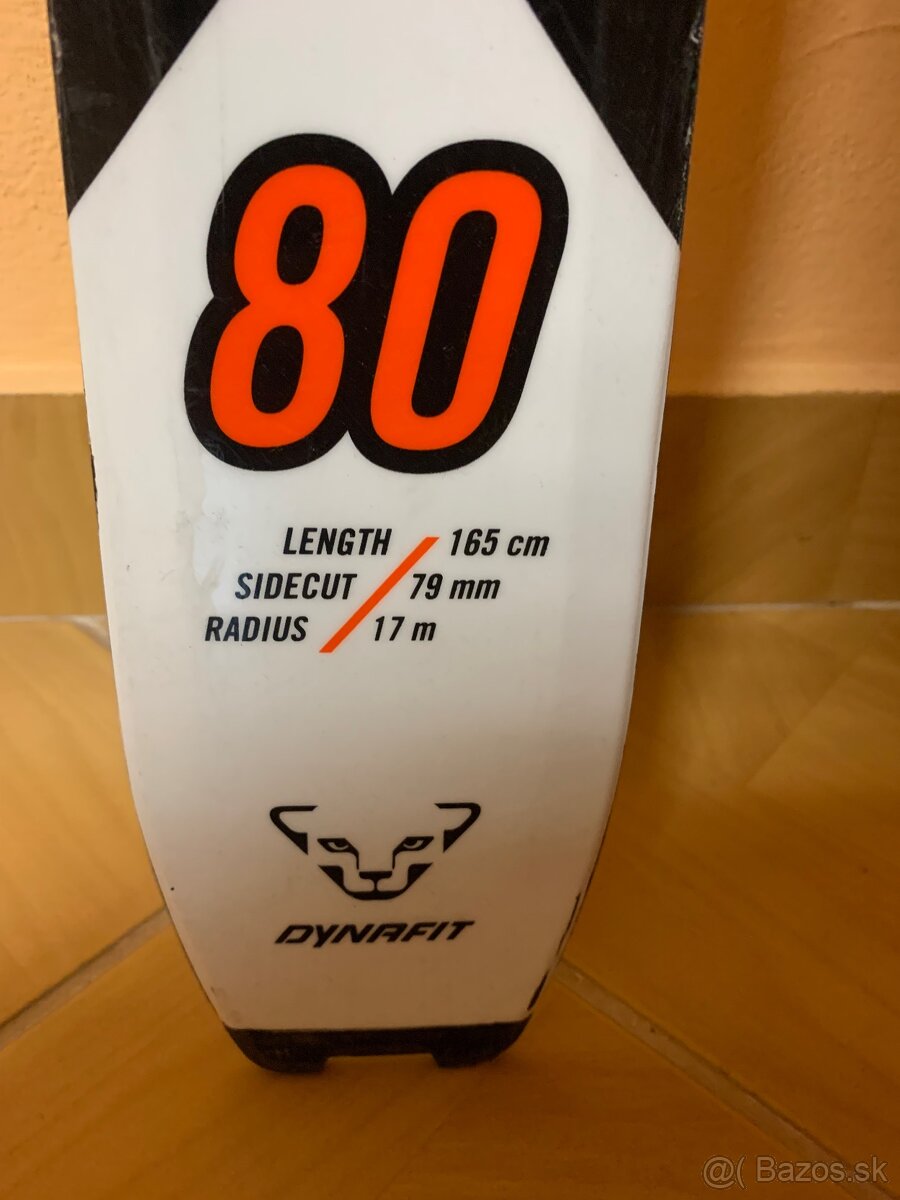 80
LENGTH / 165 cm
SIDECUT / 79 mm
RADIUS / 17 m
DYNAFIT
@( Bazos.sk